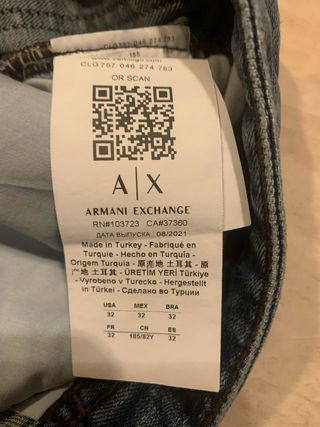 CLG 767 046 274 783
OR SCAN
A|X
ARMANI EXCHANGE
RN#103723 CA#37360
ДАТА ВЫПУСКА 08/2021
Made in Turkey - Fabriqué en
Turquie - Hecho en Turquía -
Origem Turquia - 原産地 土耳其 - 原
产地 土耳其 - ÜRETİM YERİ Türkiye
- Vyrobeno v Turecko - Hergestellt
in Türkei - Сделано во Турции
USA MEX BRA
32 32 32
FR CN ES
32 185/82Y 32